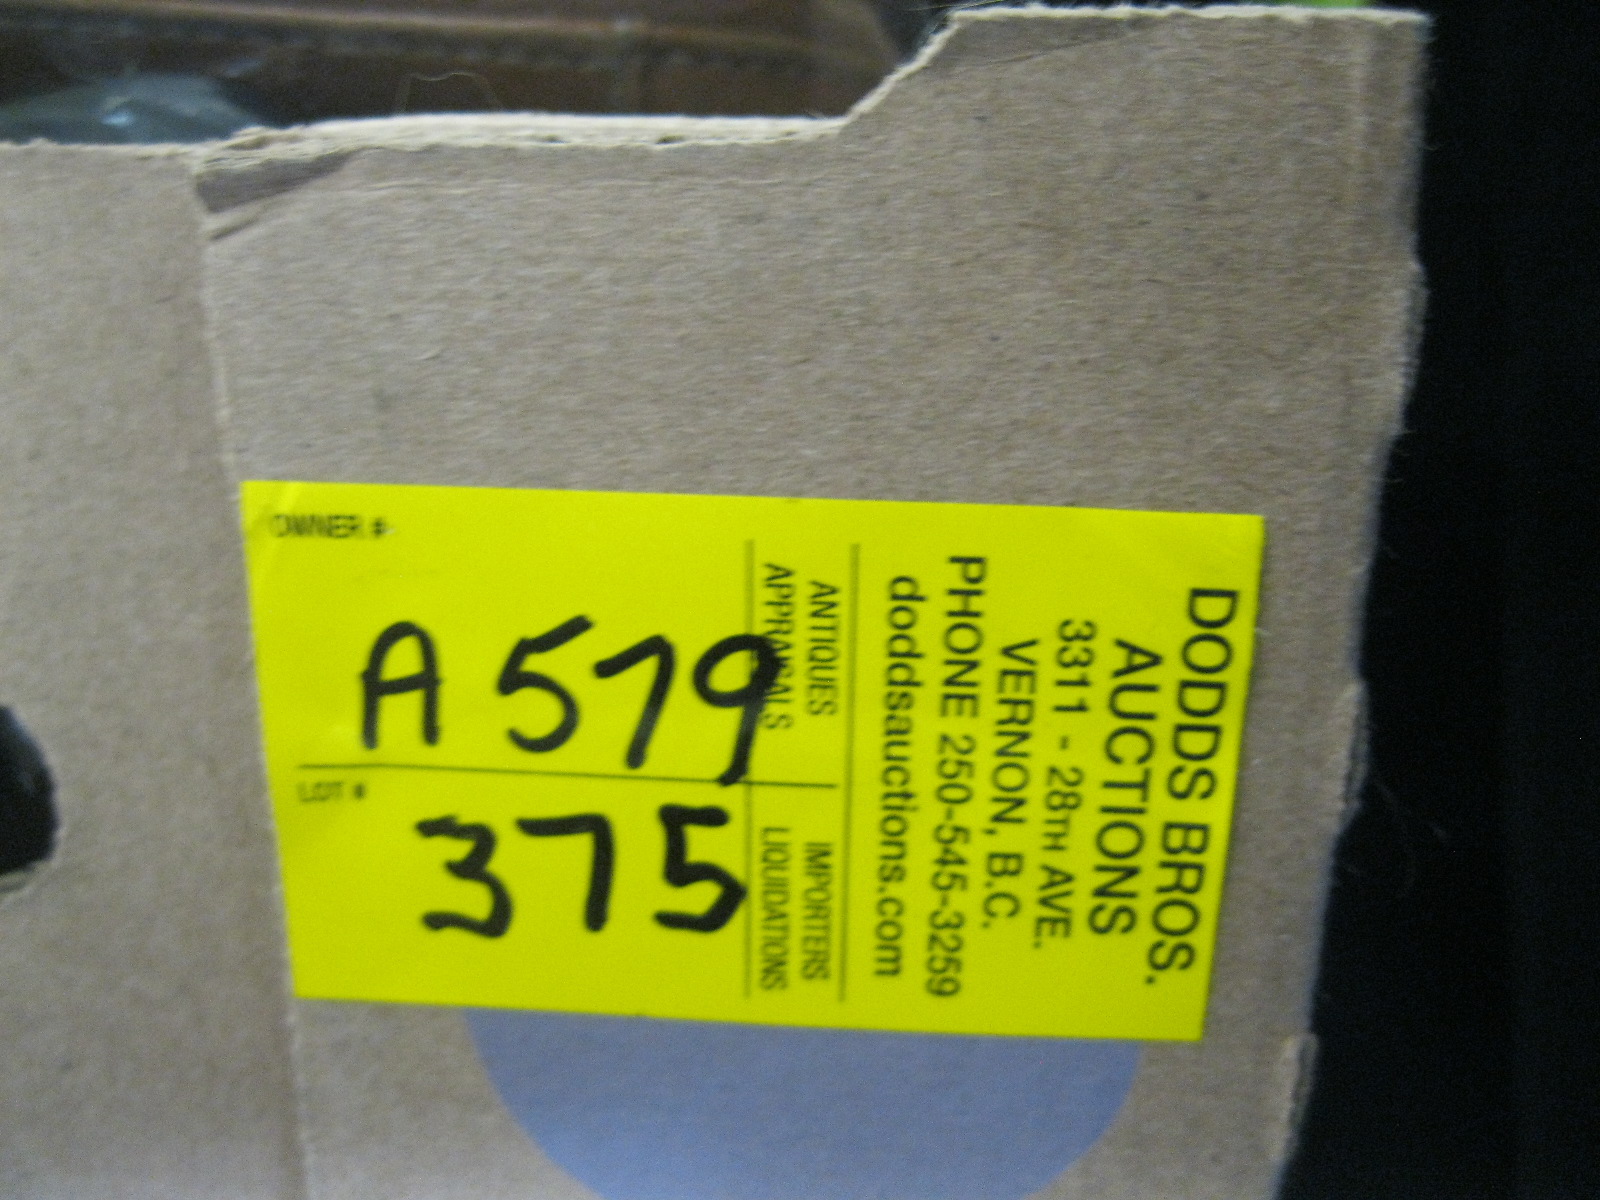 DODDS BROS.
AUCTIONS
3311 - 28TH AVE.
VERNON, B.C.
PHONE 250-545-3259
doddsauctions.com
ANTIQUES
APPRAISALS
IMPORTERS
LIQUIDATIONS
OWNER #
A 579
LOT #
375